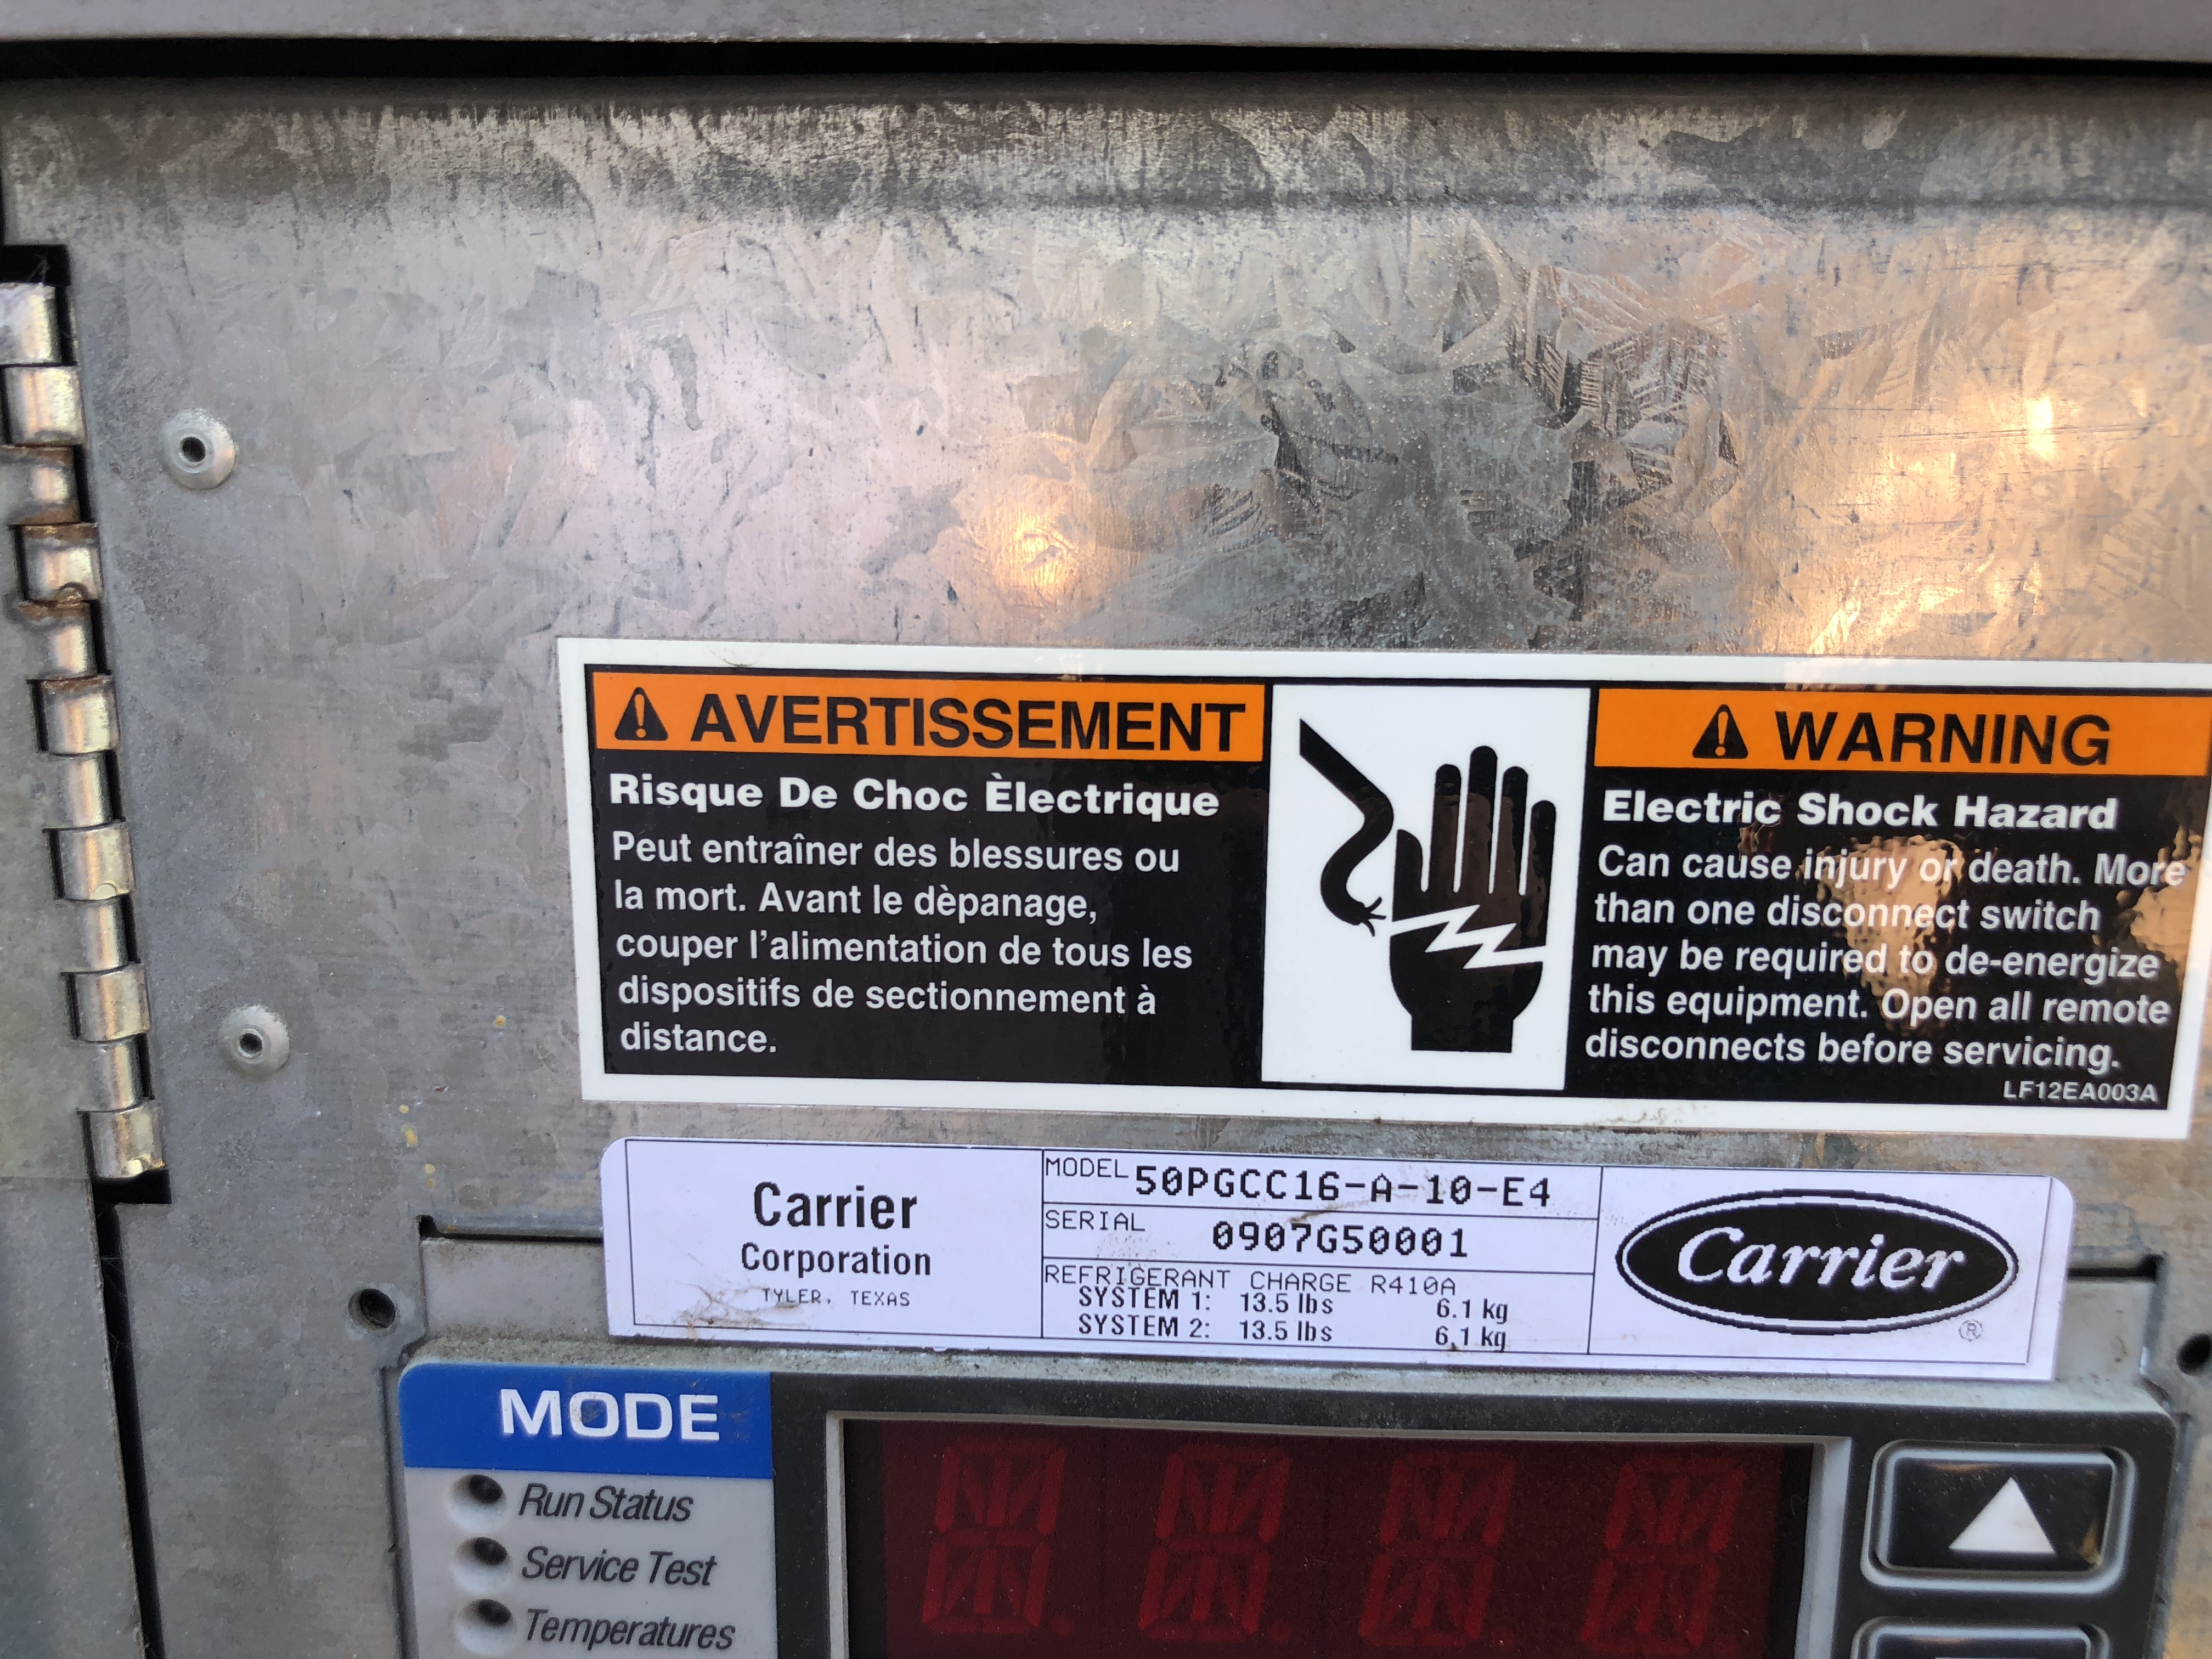 AVERTISSEMENT
Risque De Choc Èlectrique
Peut entraîner des blessures ou
la mort. Avant le dèpanage,
couper l'alimentation de tous les
dispositifs de sectionnement à
distance.
WARNING
Electric Shock Hazard
Can cause injury or death. More
than one disconnect switch
may be required to de-energize
this equipment. Open all remote
disconnects before servicing.
LF12EA003A
Carrier
Corporation
TYLER, TEXAS
MODEL 50PGCC16-A-10-E4
SERIAL 0907G50001
REFRIGERANT CHARGE R410A
SYSTEM 1: 13.5 lbs 6.1 kg
SYSTEM 2: 13.5 lbs 6.1 kg
Carrier
®
MODE
Run Status
Service Test
Temperatures